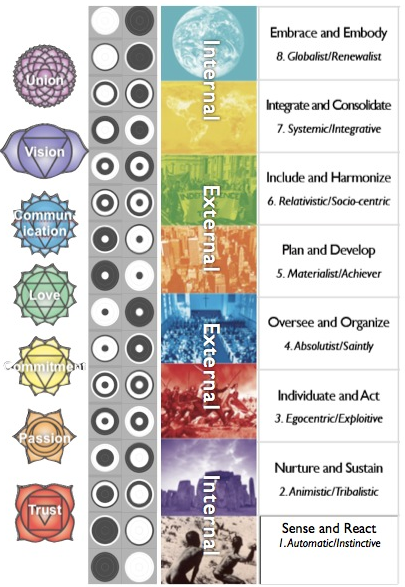 Union
Vision
Commun-
ication
Love
Commitment
Passion
Trust
Internal
External
External
Internal
Embrace and Embody
8. Globalist/Renewalist
Integrate and Consolidate
7. Systemic/Integrative
Include and Harmonize
6. Relativistic/Socio-centric
Plan and Develop
5. Materialist/Achiever
Oversee and Organize
4. Absolutist/Saintly
Individuate and Act
3. Egocentric/Exploitive
Nurture and Sustain
2. Animistic/Tribalistic
Sense and React
1. Automatic/Instinctive